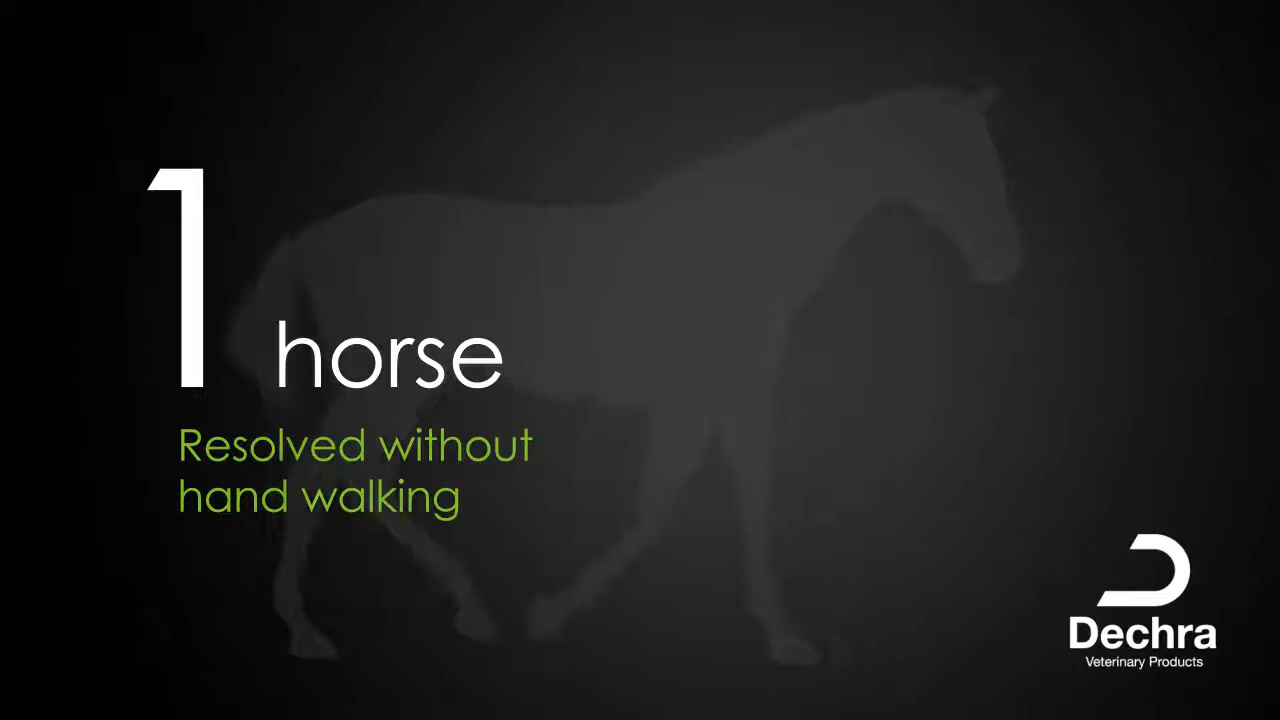 1 horse
Resolved without
hand walking
Dechra
Veterinary Products